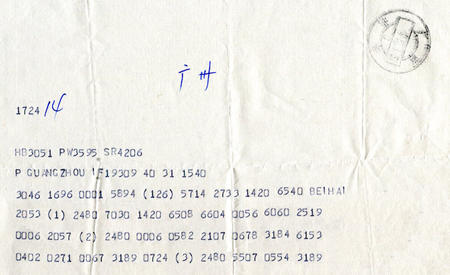 广州
1724 14
HB3051 PW3595 SR4206
P GUANGZHOU LF19309 40 31 1540
3046 1696 0001 5894 (126) 5714 2733 1420 6540 BEIHAI
2053 (1) 2480 7030 1420 6508 6604 0056 6060 2519
0006 2057 (2) 2480 0006 0582 2107 0678 3184 6153
0402 0271 0067 3189 0724 (3) 2480 5507 0554 3189